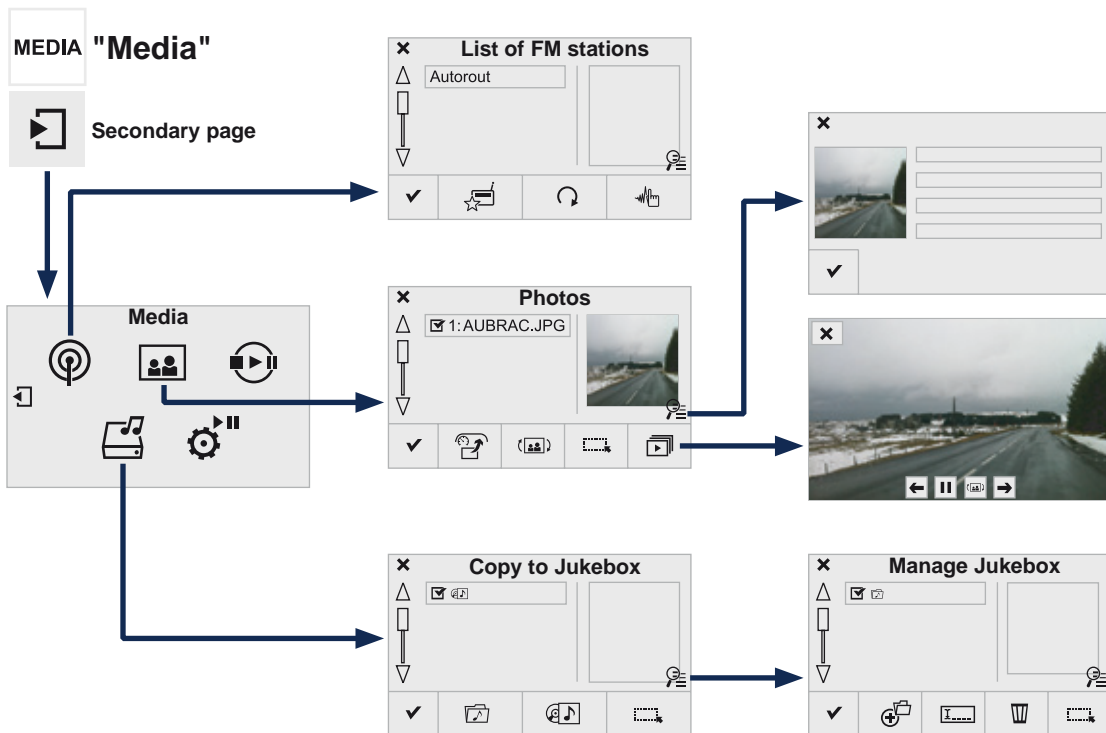 MEDIA "Media"
Secondary page
List of FM stations
Autorout
Media
Photos
1: AUBRAC.JPG
Copy to Jukebox
Manage Jukebox